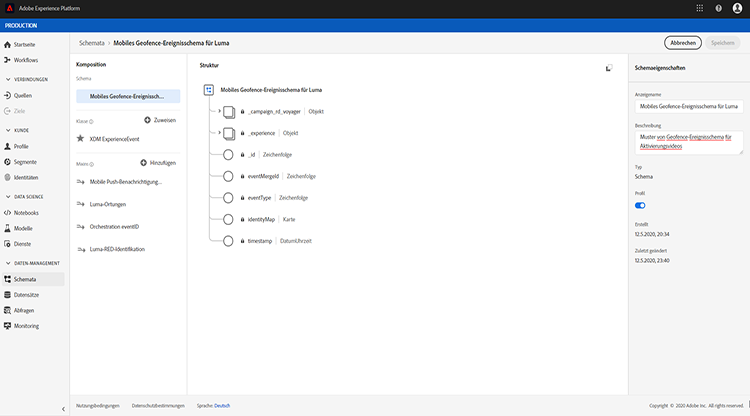 Adobe Experience Platform
PRODUCTION
Startseite
Workflows
VERBINDUNGEN
Quellen
Ziele
KUNDE
Profile
Segmente
Identitäten
DATA SCIENCE
Notebooks
Modelle
Dienste
DATEN-MANAGEMENT
Schemata
Datensätze
Abfragen
Monitoring
Schemata › Mobiles Geofence-Ereignisschema für Luma
Abbrechen
Speichern
Komposition
Schema
Mobiles Geofence-Ereignissch...
Klasse
Zuweisen
XDM ExperienceEvent
Mixins
Hinzufügen
Mobile Push-Benachrichtigung...
Luma-Ortungen
Orchestration eventID
Luma-RED-Identifikation
Struktur
Mobiles Geofence-Ereignisschema für Luma
_campaign_rd_voyager | Objekt
_experience | Objekt
_id | Zeichenfolge
eventMergeId | Zeichenfolge
eventType | Zeichenfolge
identityMap | Karte
timestamp | DatumUhrzeit
Schemaeigenschaften
Anzeigename
Mobiles Geofence-Ereignisschema für Luma
Beschreibung
Muster von Geofence-Ereignisschema für
Aktivierungsvideos
Typ
Schema
Profil
Erstellt
12.5.2020, 20:34
Zuletzt geändert
12.5.2020, 23:40
Nutzungsbedingungen Datenschutzbestimmungen Sprache: Deutsch
Copyright © 2020 Adobe Inc. All rights reserved.